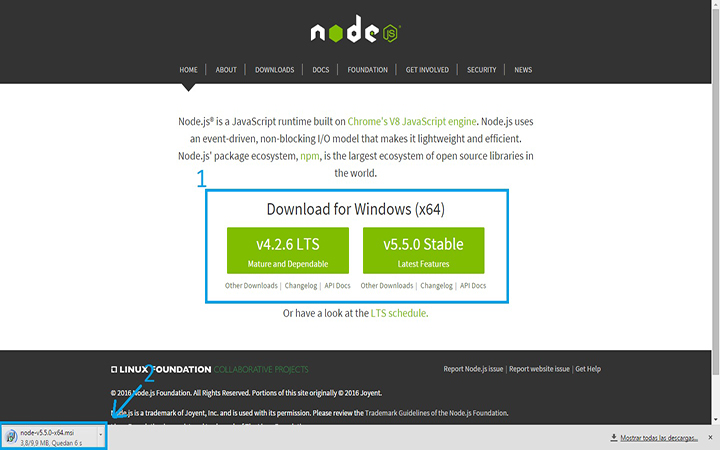 node JS
HOME ABOUT DOWNLOADS DOCS FOUNDATION GET INVOLVED SECURITY NEWS
Node.js® is a JavaScript runtime built on Chrome's V8 JavaScript engine. Node.js uses
an event-driven, non-blocking I/O model that makes it lightweight and efficient.
Node.js' package ecosystem, npm, is the largest ecosystem of open source libraries in
the world.
1
Download for Windows (x64)
v4.2.6 LTS
Mature and Dependable
v5.5.0 Stable
Latest Features
Other Downloads | Changelog | API Docs
Other Downloads | Changelog | API Docs
Or have a look at the LTS schedule.
LINUX FOUNDATION COLLABORATIVE PROJECTS
Report Node.js issue | Report website issue | Get Help
2
© 2016 Node.js Foundation. All Rights Reserved. Portions of this site originally © 2016 Joyent.
Node.js is a trademark of Joyent, Inc. and is used with its permission. Please review the Trademark Guidelines of the Node.js Foundation.
node-v5.5.0-x64.msi
3,8/9,9 MB, Quedan 6 s
Mostrar todas las descargas...